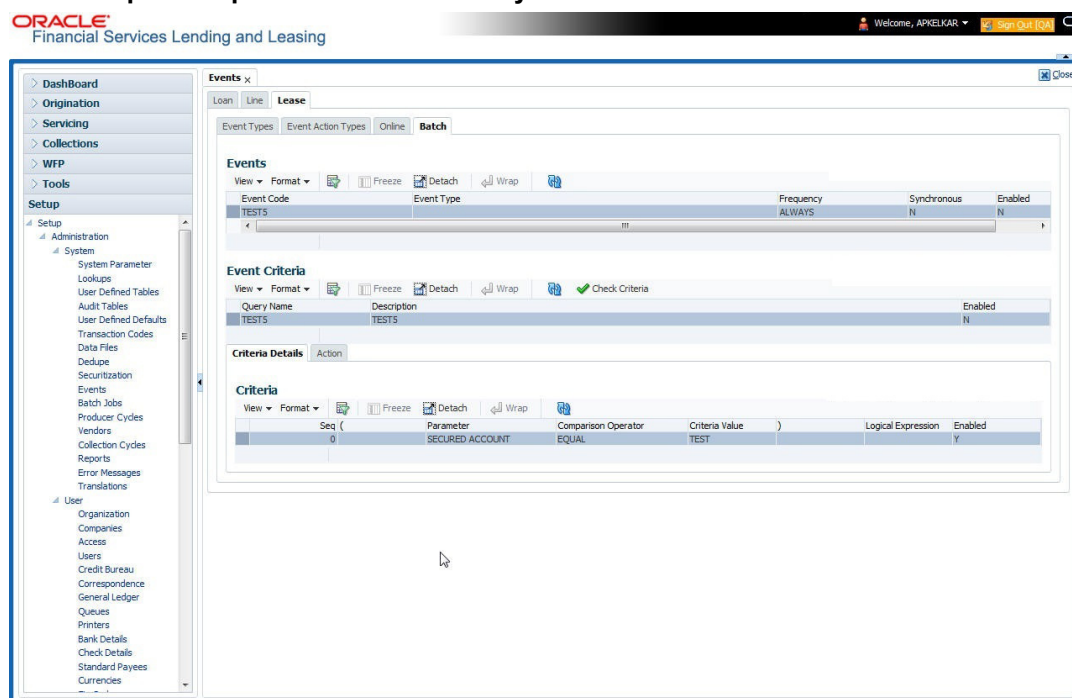 ORACLE
Financial Services Lending and Leasing
Welcome, APKELKAR
Sign Out [QA]
Close
DashBoard
Origination
Servicing
Collections
WFP
Tools
Setup
Setup
Administration
System
System Parameter
Lookups
User Defined Tables
Audit Tables
User Defined Defaults
Transaction Codes
Data Files
Dedupe
Securitization
Events
Batch Jobs
Producer Cycles
Vendors
Collection Cycles
Reports
Error Messages
Translations
User
Organization
Companies
Access
Users
Credit Bureau
Correspondence
General Ledger
Queues
Printers
Bank Details
Check Details
Standard Payees
Currencies
Events x
Loan Line Lease
Event Types Event Action Types Online Batch
Events
View Format Freeze Detach Wrap
Event Code Event Type Frequency Synchronous Enabled
TEST5 ALWAYS N N
Event Criteria
View Format Freeze Detach Wrap Check Criteria
Query Name Description Enabled
TEST5 TEST5 N
Criteria Details Action
Criteria
View Format Freeze Detach Wrap
Seq ( Parameter Comparison Operator Criteria Value ) Logical Expression Enabled
0 SECURED ACCOUNT EQUAL TEST Y